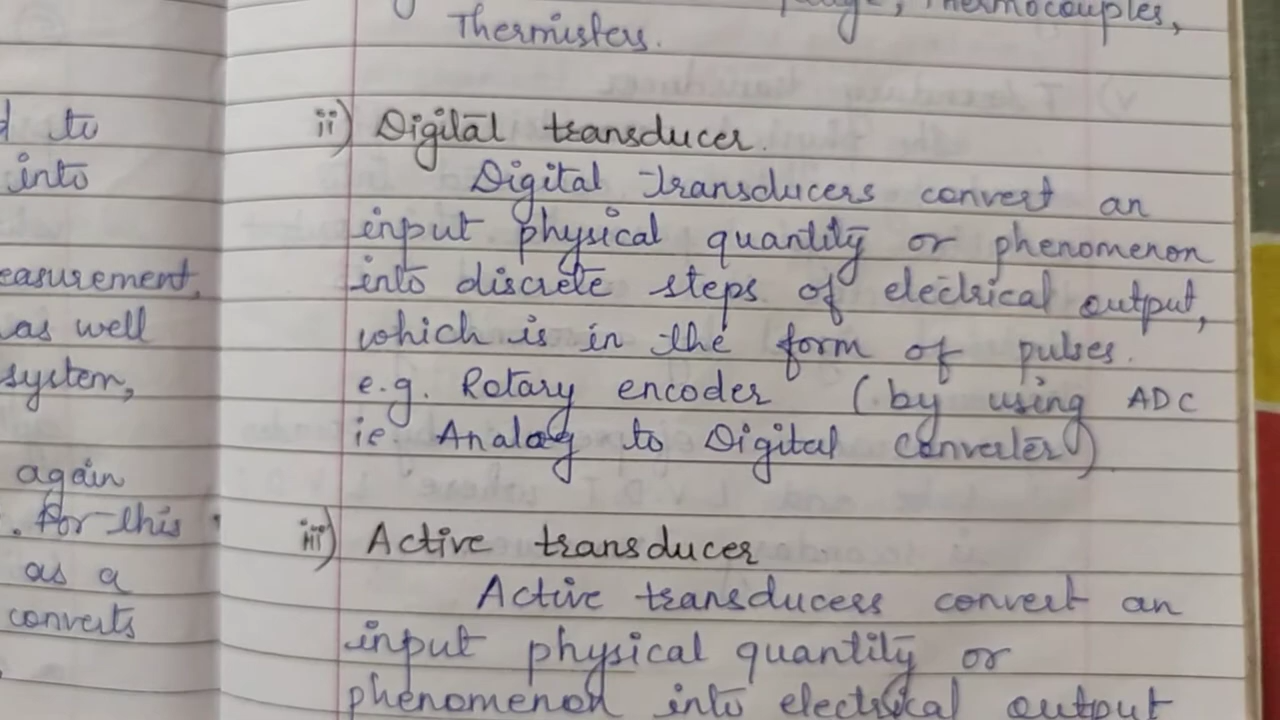 d to
into
easurement,
as well
system,
again
. For this
as a
converts
Thermocouples,
Thermisters.
ii) Digital transducer.
Digital transducers convert an
input physical quantity or phenomenon
into discrete steps of electrical output,
which is in the form of pulses.
e.g. Rotary encoder (by using ADC
ie Analog to Digital Converter)
iii) Active transducer
Active transducers convert an
input physical quantity or
phenomenon into electrical output